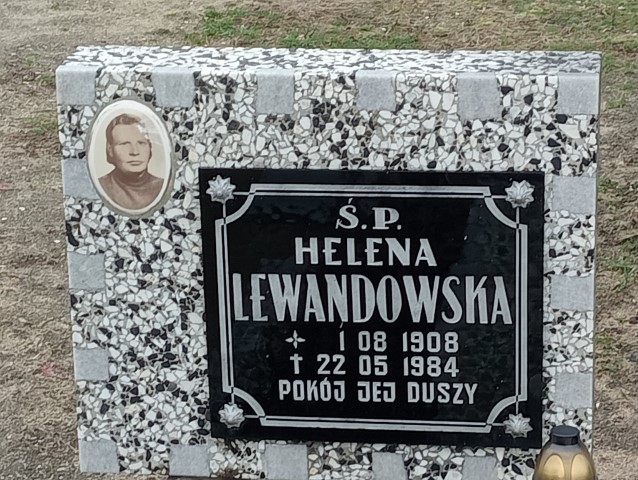 Ś.P.
HELENA
LEWANDOWSKA
1 08 1908
† 22 05 1984
POKÓJ JEJ DUSZY